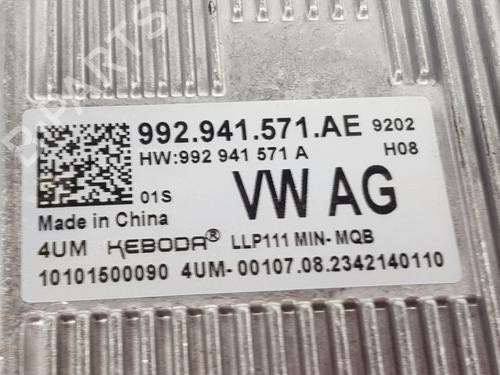 992.941.571.AE 9202
HW:992 941 571 A H08
01S VW AG
Made in China
4UM KEBODA® LLP111 MIN-MQB
10101500090 4UM-00107.08.2342140110
B-PARTS